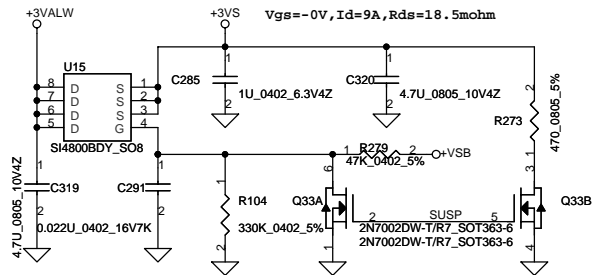 +3VALW
+3VS
Vgs=-0V,Id=9A,Rds=18.5mohm
U15
8 D S 1
7 D S 2
6 D S 3
5 D G 4
SI4800BDY_SO8
1
C285
2
1U_0402_6.3V4Z
1
C320
2
4.7U_0805_10V4Z
2
R273
1
470_0805_5%
1
C319
2
4.7U_0805_10V4Z
1
C291
2
0.022U_0402_16V7K
1
R104
2
330K_0402_5%
1 R279 2
47K_0402_5%
+VSB
6
Q33A
1
2 SUSP 5
2N7002DW-T/R7_SOT363-6
2N7002DW-T/R7_SOT363-6
3
Q33B
4